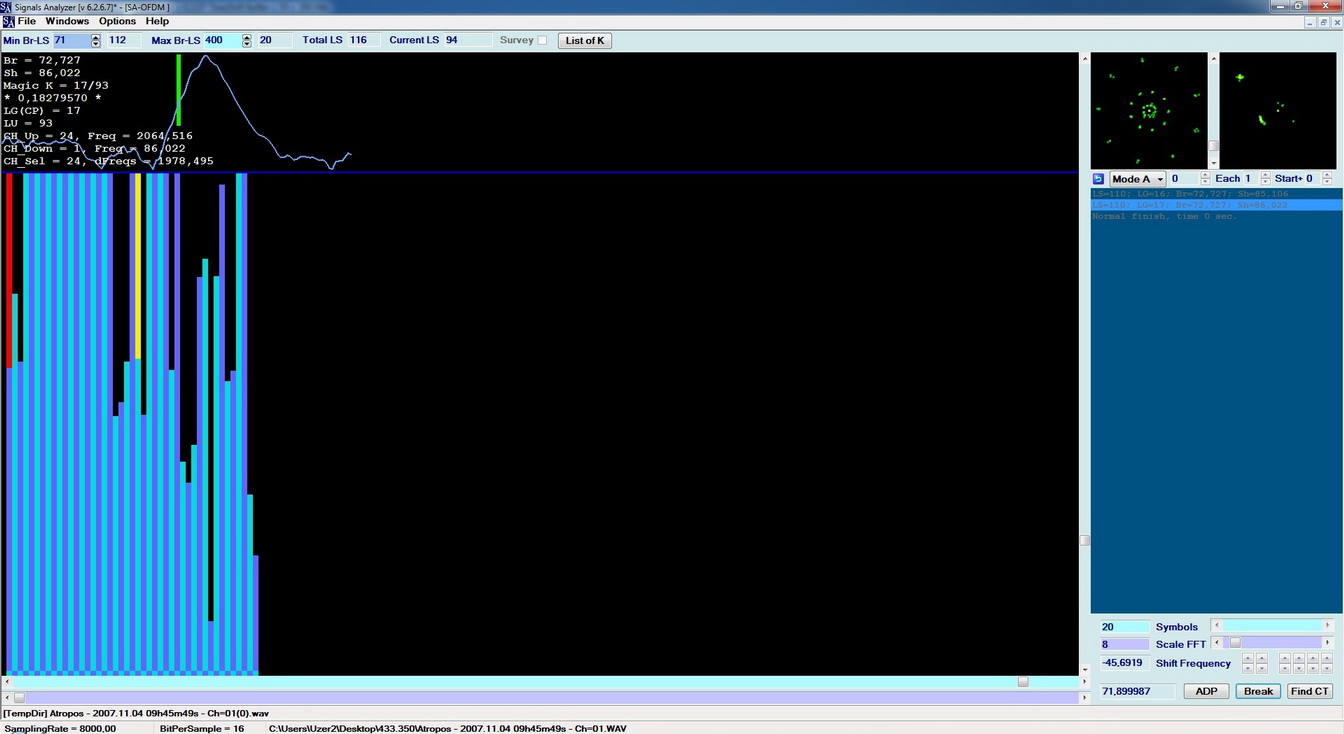 Signals Analyzer [v 6.2.6.7]* - [SA-OFDM ]
File Windows Options Help
Min Br-LS 71 112 Max Br-LS 400 20 Total LS 116 Current LS 94 Survey List of K
Br = 72,727
Sh = 86,022
Magic K = 17/93
* 0,18279570 *
LG(CP) = 17
LU = 93
CH_Up = 24, Freq = 2064,516
CH_Down = 1, Freq = 86,022
CH_Sel = 24, dFreqs = 1978,495
Mode A 0 Each 1 Start+ 0
LS=110; LG=16; Br=72,727; Sh=85,106
LS=110; LG=17; Br=72,727; Sh=86,022
Normal finish, time 0 sec.
20 Symbols
8 Scale FFT
-45,6919 Shift Frequency
71,899987 ADP Break Find CT
[TempDir] Atropos - 2007.11.04 09h45m49s - Ch=01(0).wav
SamplingRate = 8000,00 BitPerSample = 16 C:\Users\Uzer2\Desktop\433.350\Atropos - 2007.11.04 09h45m49s - Ch=01.WAV